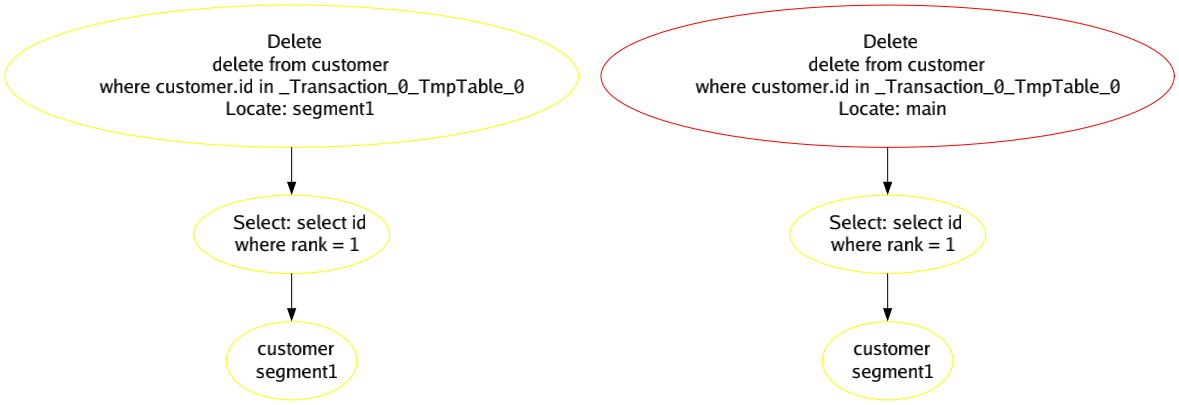 Delete
delete from customer
where customer.id in _Transaction_0_TmpTable_0
Locate: segment1
Select: select id
where rank = 1
customer
segment1
Delete
delete from customer
where customer.id in _Transaction_0_TmpTable_0
Locate: main
Select: select id
where rank = 1
customer
segment1